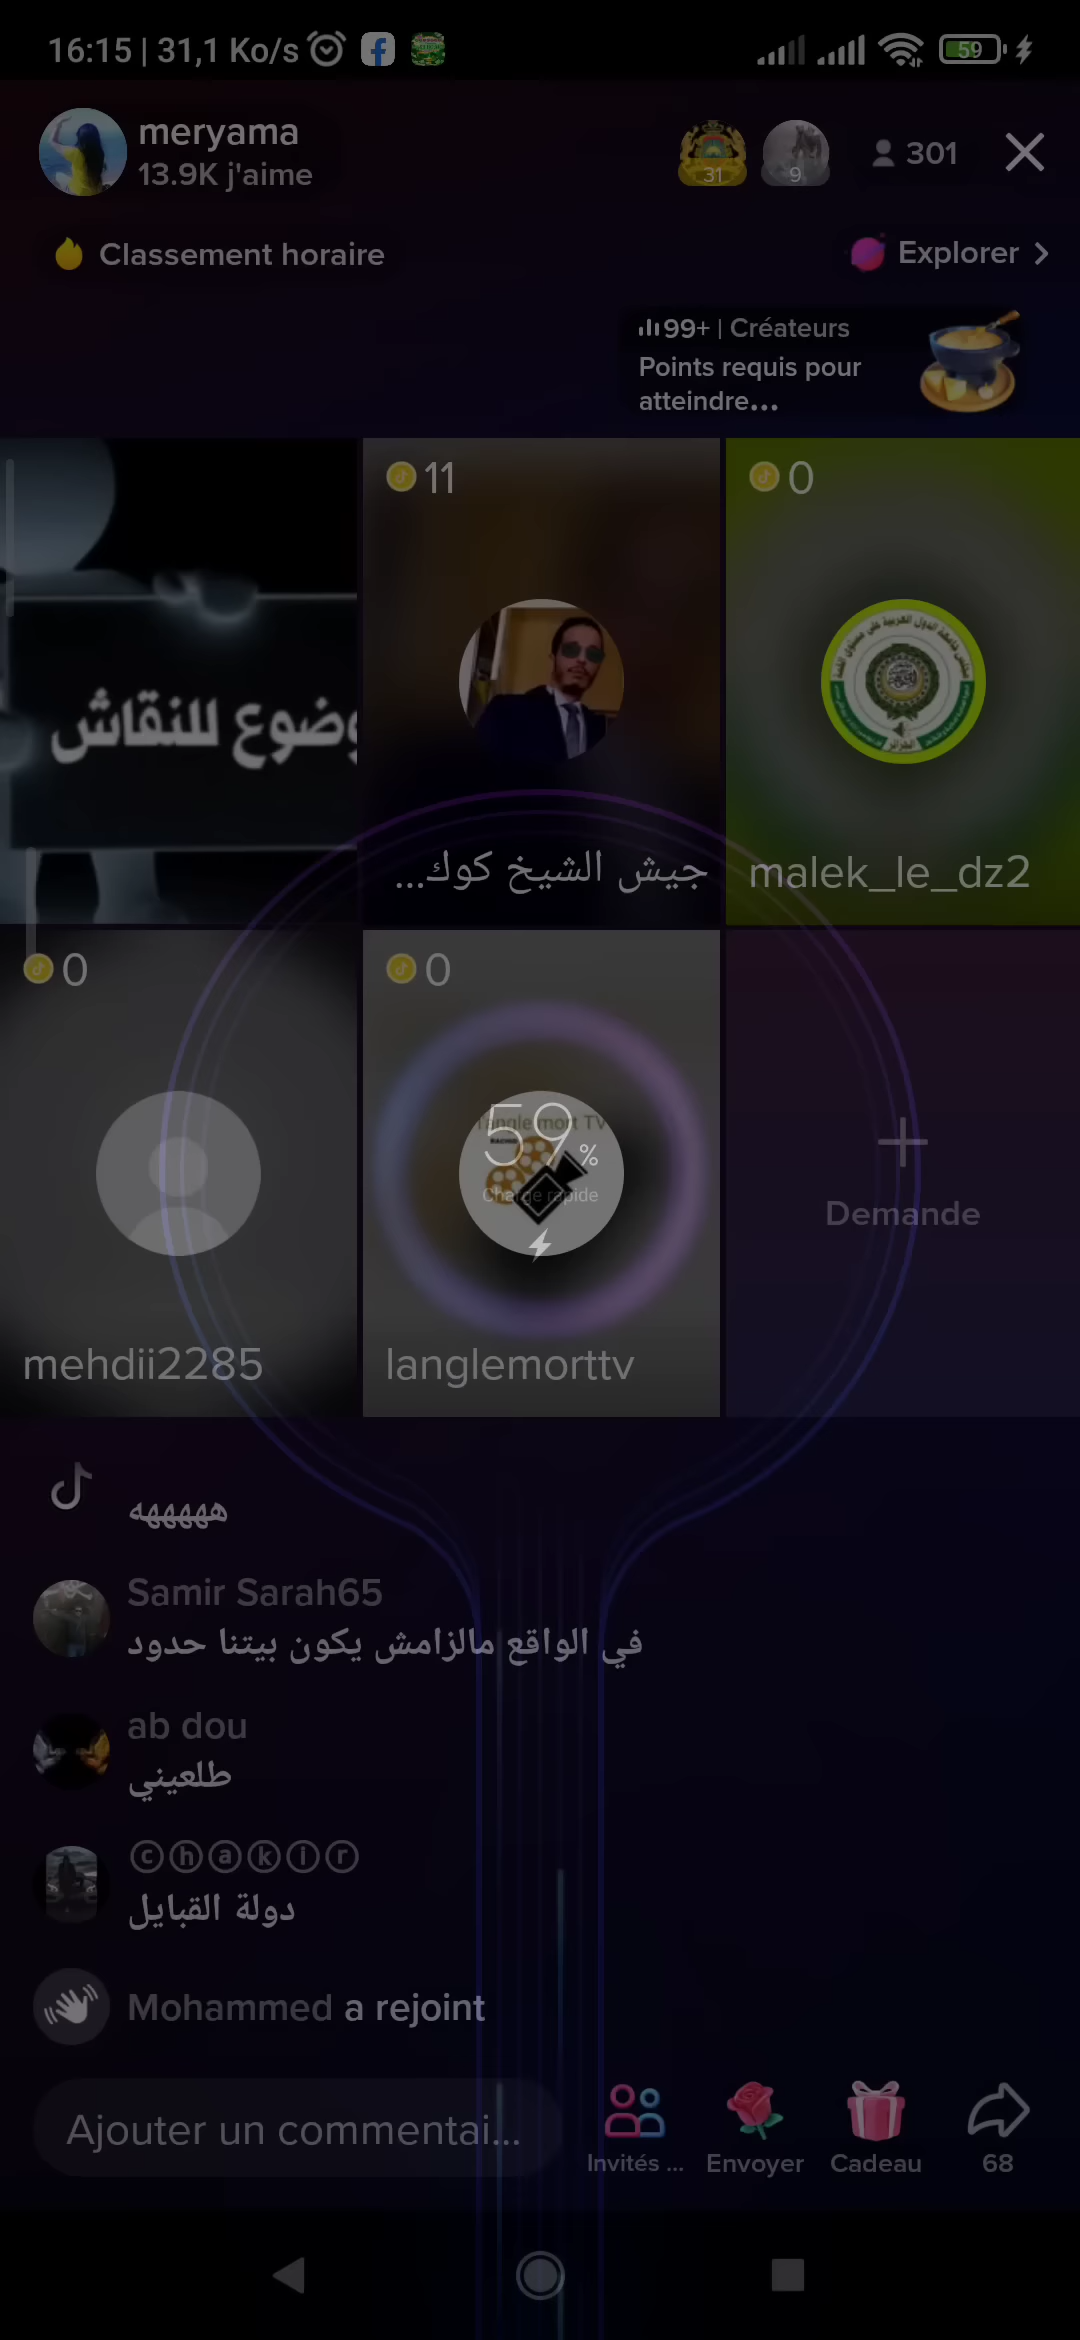 16:15 | 31,1 Ko/s
59
meryama
13.9K j'aime
31
9
301
Classement horaire
Explorer
99+ | Créateurs
Points requis pour
atteindre...
11
0
وضوع للنقاش
جيش الشيخ كوك...
malek_le_dz2
0
0
59%
Charge rapide
Demande
mehdii2285
langlemorttv
ههههههه
Samir Sarah65
في الواقع مالزامش يكون بيتنا حدود
ab dou
طلعيني
ⓒⓗⓐⓚⓘⓡ
دولة القبايل
Mohammed a rejoint
Ajouter un commentai...
Invités ...
Envoyer
Cadeau
68